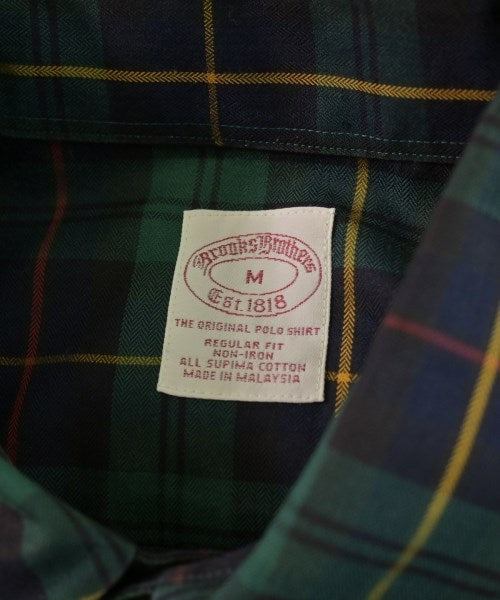 Brooks Brothers
M
Est. 1818
THE ORIGINAL POLO SHIRT
REGULAR FIT
NON-IRON
ALL SUPIMA COTTON
MADE IN MALAYSIA